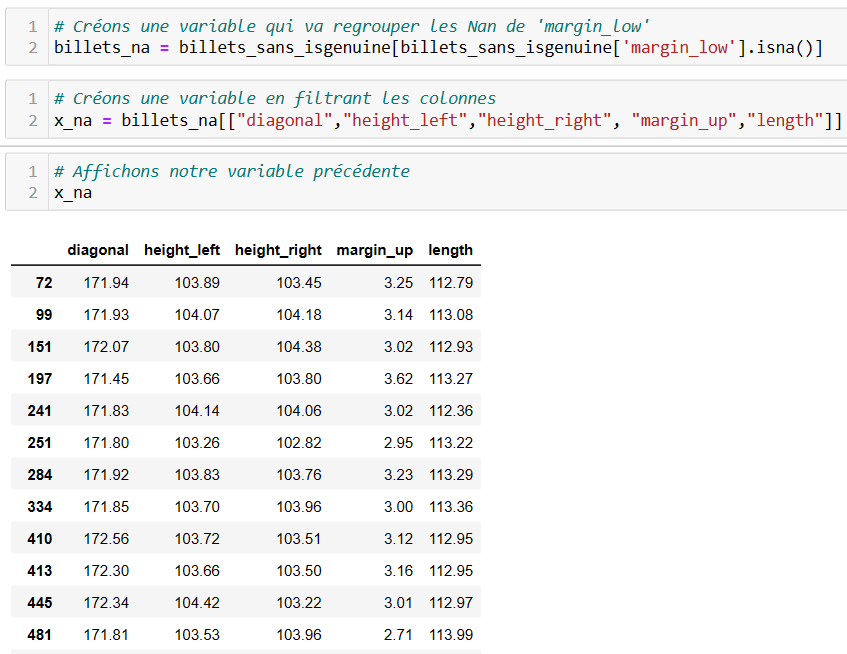 1 # Créons une variable qui va regrouper les Nan de 'margin_low'
2 billets_na = billets_sans_isgenuine[billets_sans_isgenuine['margin_low'].isna()]
1 # Créons une variable en filtrant les colonnes
2 x_na = billets_na[["diagonal","height_left","height_right", "margin_up","length"]]
1 # Affichons notre variable précédente
2 x_na
diagonal height_left height_right margin_up length
72 171.94 103.89 103.45 3.25 112.79
99 171.93 104.07 104.18 3.14 113.08
151 172.07 103.80 104.38 3.02 112.93
197 171.45 103.66 103.80 3.62 113.27
241 171.83 104.14 104.06 3.02 112.36
251 171.80 103.26 102.82 2.95 113.22
284 171.92 103.83 103.76 3.23 113.29
334 171.85 103.70 103.96 3.00 113.36
410 172.56 103.72 103.51 3.12 112.95
413 172.30 103.66 103.50 3.16 112.95
445 172.34 104.42 103.22 3.01 112.97
481 171.81 103.53 103.96 2.71 113.99